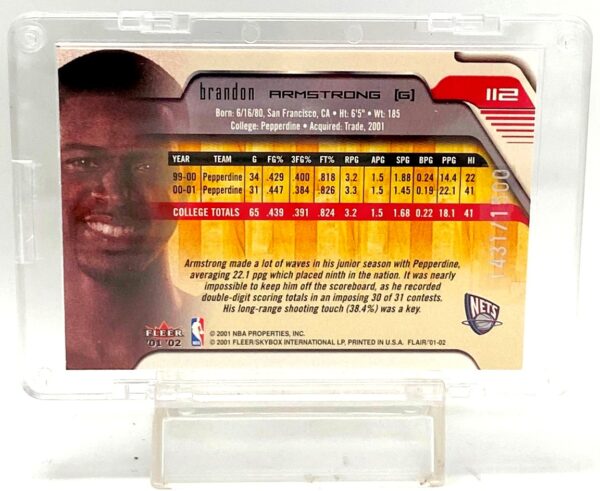 brandon ARMSTRONG [G]
112
Born: 6/16/80, San Francisco, CA • Ht: 6'5" • Wt: 185
College: Pepperdine • Acquired: Trade, 2001
YEAR TEAM G FG% 3FG% FT% RPG APG SPG BPG PPG HI
99-00 Pepperdine 34 .429 .400 .818 3.2 1.5 1.88 0.24 14.4 22
00-01 Pepperdine 31 .447 .384 .826 3.3 1.5 1.45 0.19 22.1 41
COLLEGE TOTALS 65 .439 .391 .824 3.2 1.5 1.68 0.22 18.1 41
Armstrong made a lot of waves in his junior season with Pepperdine,
averaging 22.1 ppg which placed ninth in the nation. It was nearly
impossible to keep him off the scoreboard, as he recorded
double-digit scoring totals in an imposing 30 of 31 contests.
His long-range shooting touch (38.4%) was a key.
NETS
FLEER
'01 '02
NBA
© 2001 NBA PROPERTIES, INC.
© 2001 FLEER/SKYBOX INTERNATIONAL LP, PRINTED IN U.S.A. FLAIR '01-02